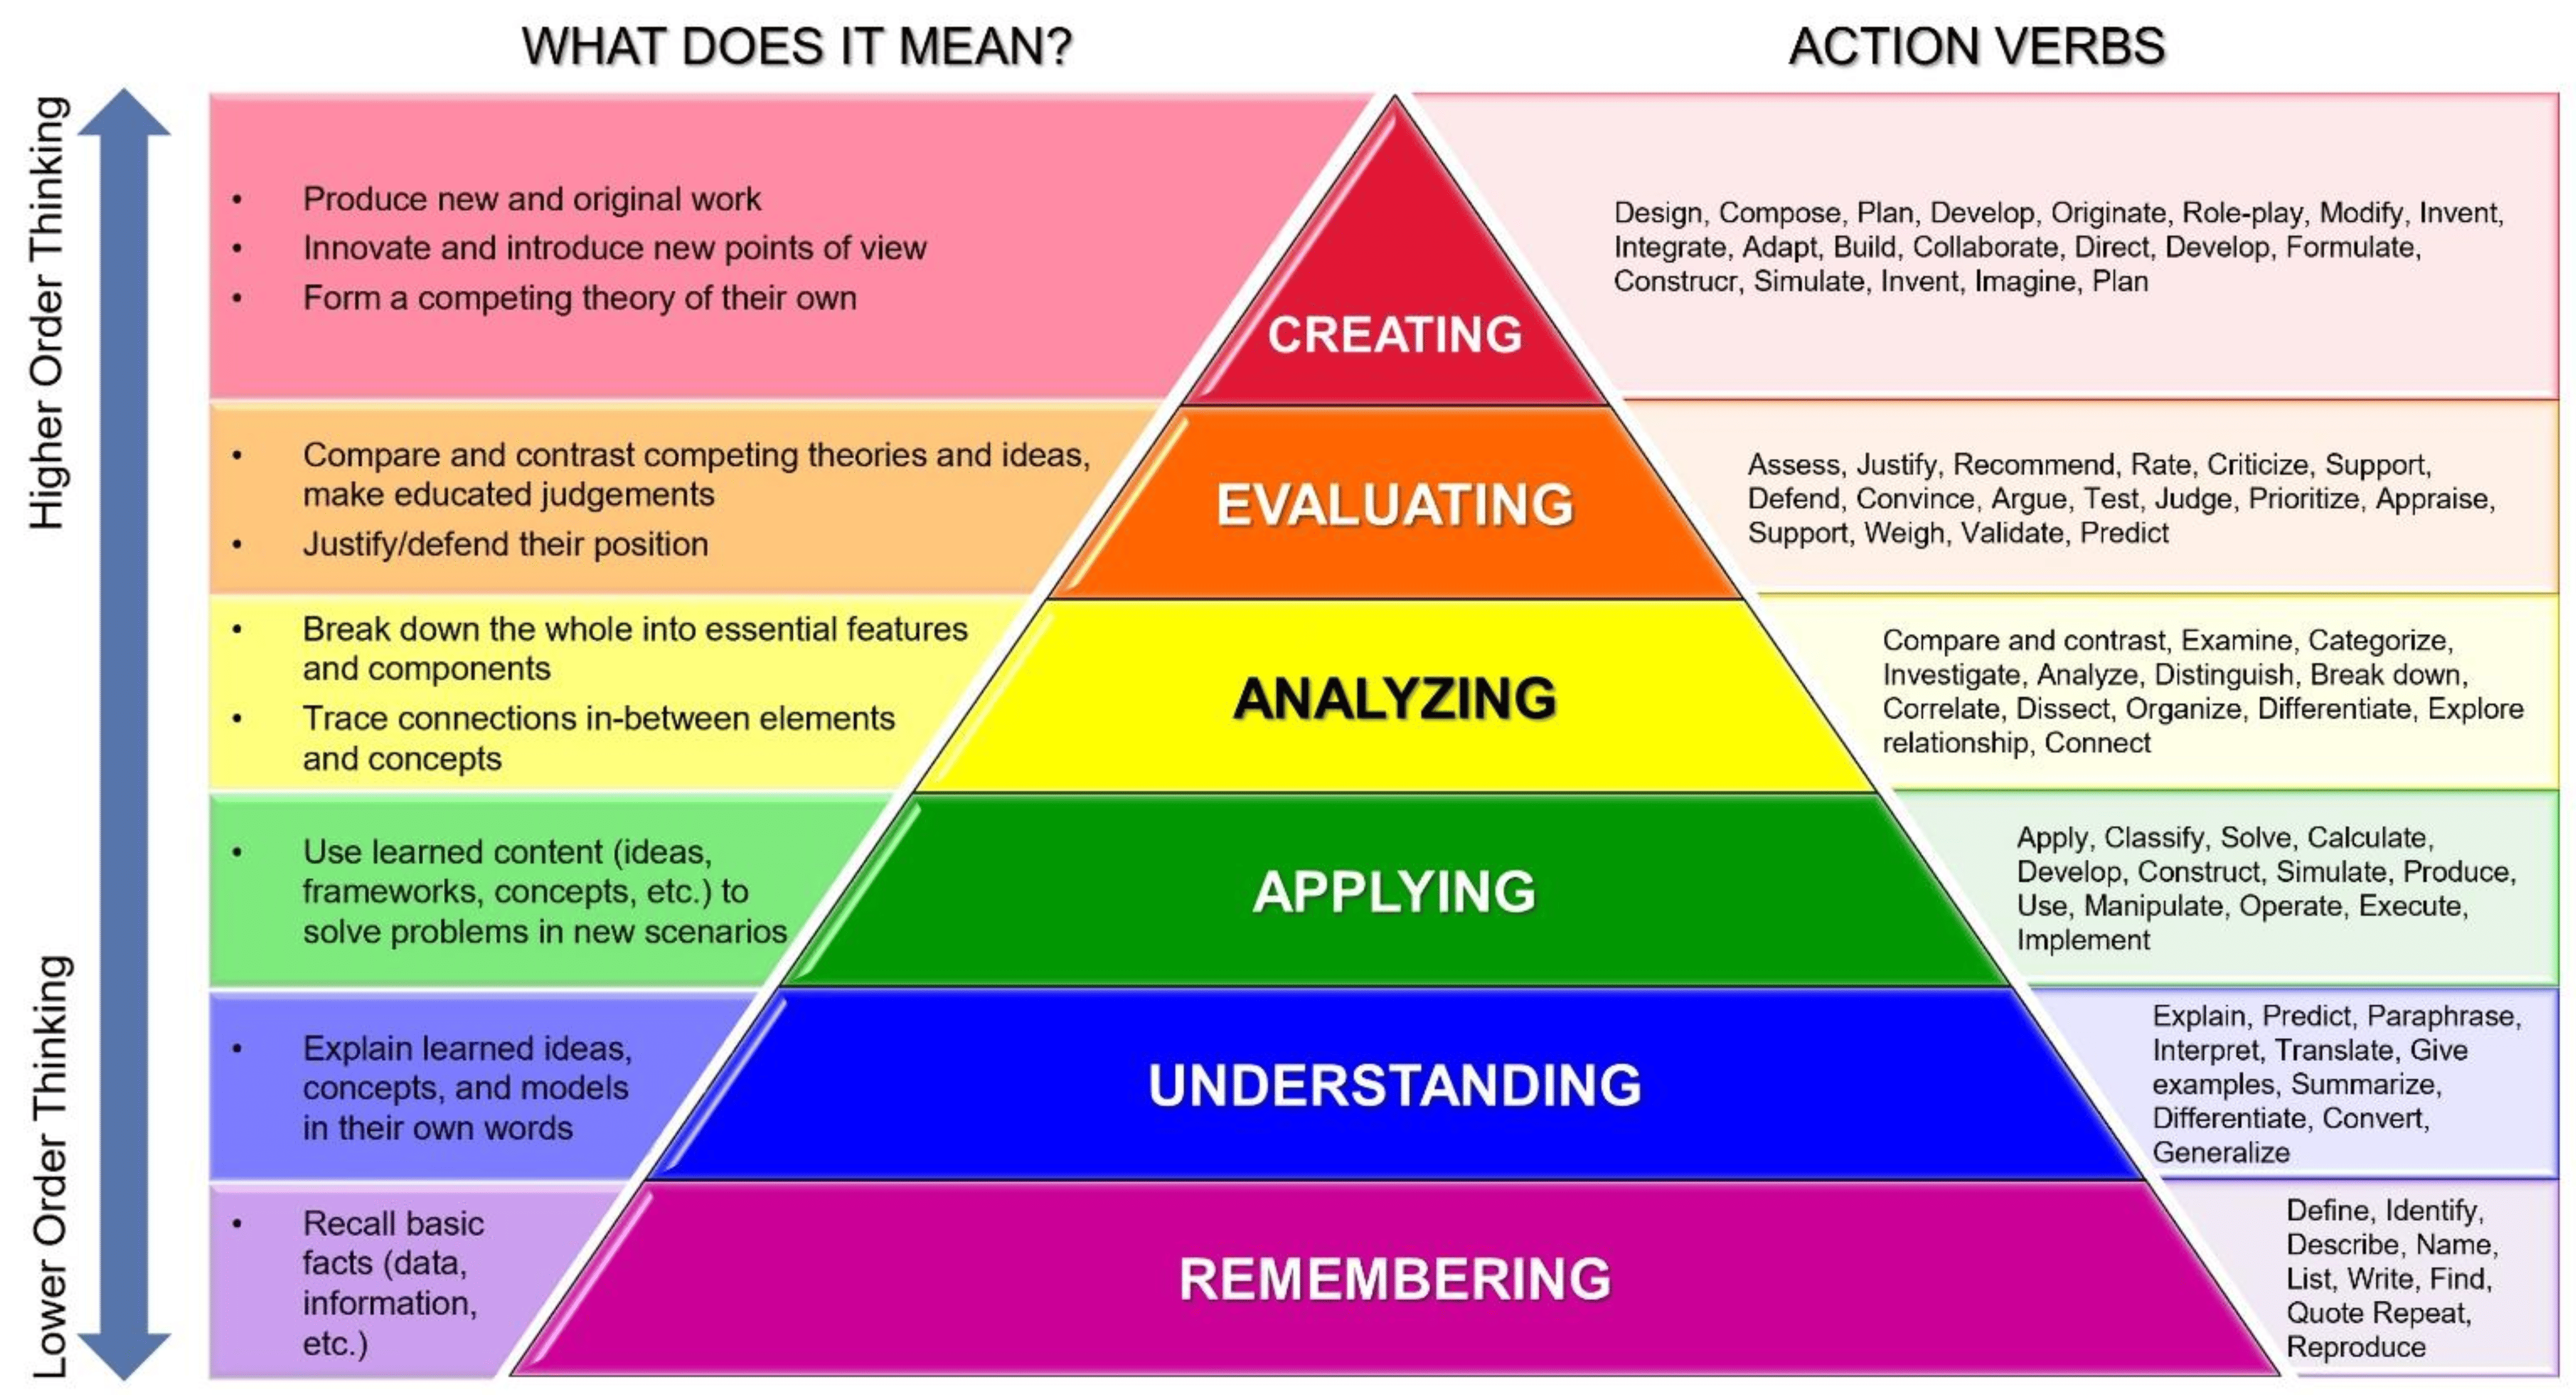 WHAT DOES IT MEAN?
ACTION VERBS
Higher Order Thinking
Lower Order Thinking
• Produce new and original work
• Innovate and introduce new points of view
• Form a competing theory of their own
CREATING
Design, Compose, Plan, Develop, Originate, Role-play, Modify, Invent,
Integrate, Adapt, Build, Collaborate, Direct, Develop, Formulate,
Construcr, Simulate, Invent, Imagine, Plan
• Compare and contrast competing theories and ideas,
make educated judgements
• Justify/defend their position
EVALUATING
Assess, Justify, Recommend, Rate, Criticize, Support,
Defend, Convince, Argue, Test, Judge, Prioritize, Appraise,
Support, Weigh, Validate, Predict
• Break down the whole into essential features
and components
• Trace connections in-between elements
and concepts
ANALYZING
Compare and contrast, Examine, Categorize,
Investigate, Analyze, Distinguish, Break down,
Correlate, Dissect, Organize, Differentiate, Explore
relationship, Connect
• Use learned content (ideas,
frameworks, concepts, etc.) to
solve problems in new scenarios
APPLYING
Apply, Classify, Solve, Calculate,
Develop, Construct, Simulate, Produce,
Use, Manipulate, Operate, Execute,
Implement
• Explain learned ideas,
concepts, and models
in their own words
UNDERSTANDING
Explain, Predict, Paraphrase,
Interpret, Translate, Give
examples, Summarize,
Differentiate, Convert,
Generalize
• Recall basic
facts (data,
information,
etc.)
REMEMBERING
Define, Identify,
Describe, Name,
List, Write, Find,
Quote Repeat,
Reproduce